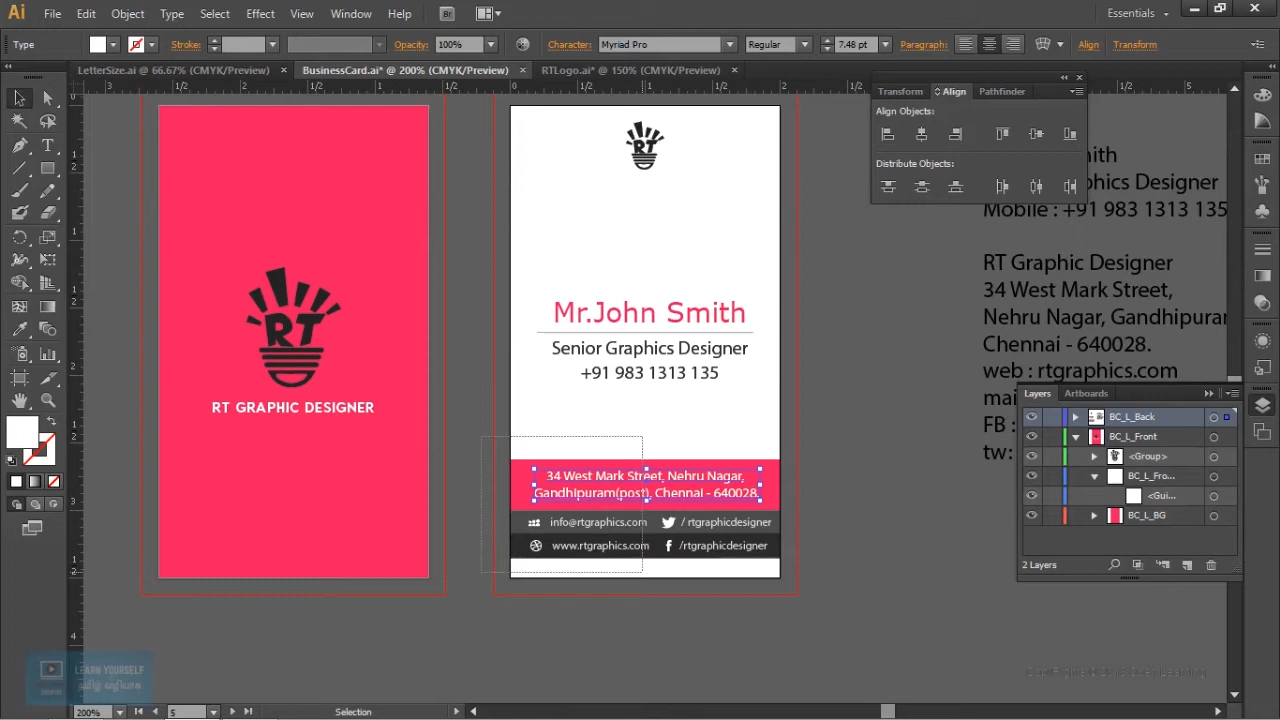 Ai File Edit Object Type Select Effect View Window Help Br Essentials
Type Stroke: Opacity: 100% Character: Myriad Pro Regular 7.48 pt Paragraph: Align Transform
LetterSize.ai @ 66.67% (CMYK/Preview) BusinessCard.ai* @ 200% (CMYK/Preview) RTLogo.ai* @ 150% (CMYK/Preview)
Transform Align Pathfinder
Align Objects:
Distribute Objects:
RT
RT GRAPHIC DESIGNER
RT
Mr.John Smith
Senior Graphics Designer
+91 983 1313 135
34 West Mark Street, Nehru Nagar,
Gandhipuram(post), Chennai - 640028.
info@rtgraphics.com / rtgraphicdesigner
www.rtgraphics.com /rtgraphicdesigner
Designer
Mobile : +91 983 1313 135
RT Graphic Designer
34 West Mark Street,
Nehru Nagar,
Chennai - 640028.
web : rtgraphics.com
FB :
tw:
Layers Artboards
BC_L_Back
BC_L_Front
<Group>
BC_L_Fro...
<Gui...
BC_L_BG
2 Layers
LEARN YOURSELF
200% 5 Selection